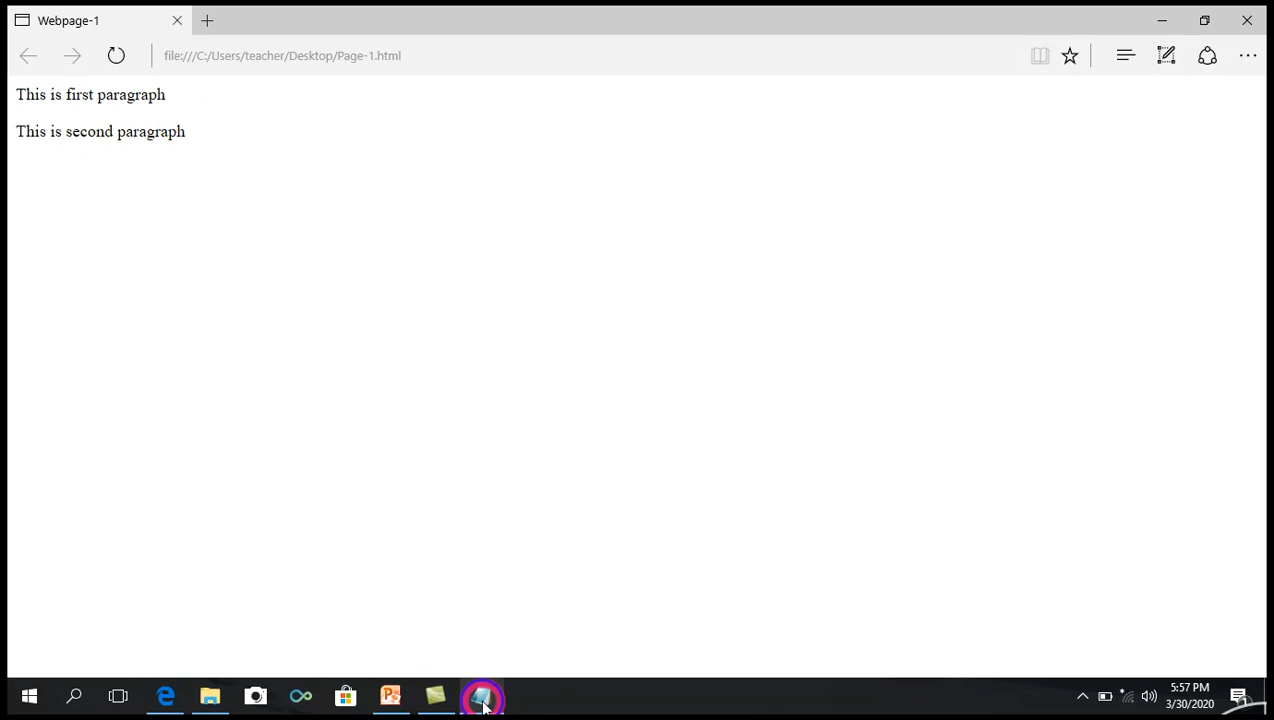 Webpage-1
file:///C:/Users/teacher/Desktop/Page-1.html
This is first paragraph
This is second paragraph
5:57 PM
3/30/2020